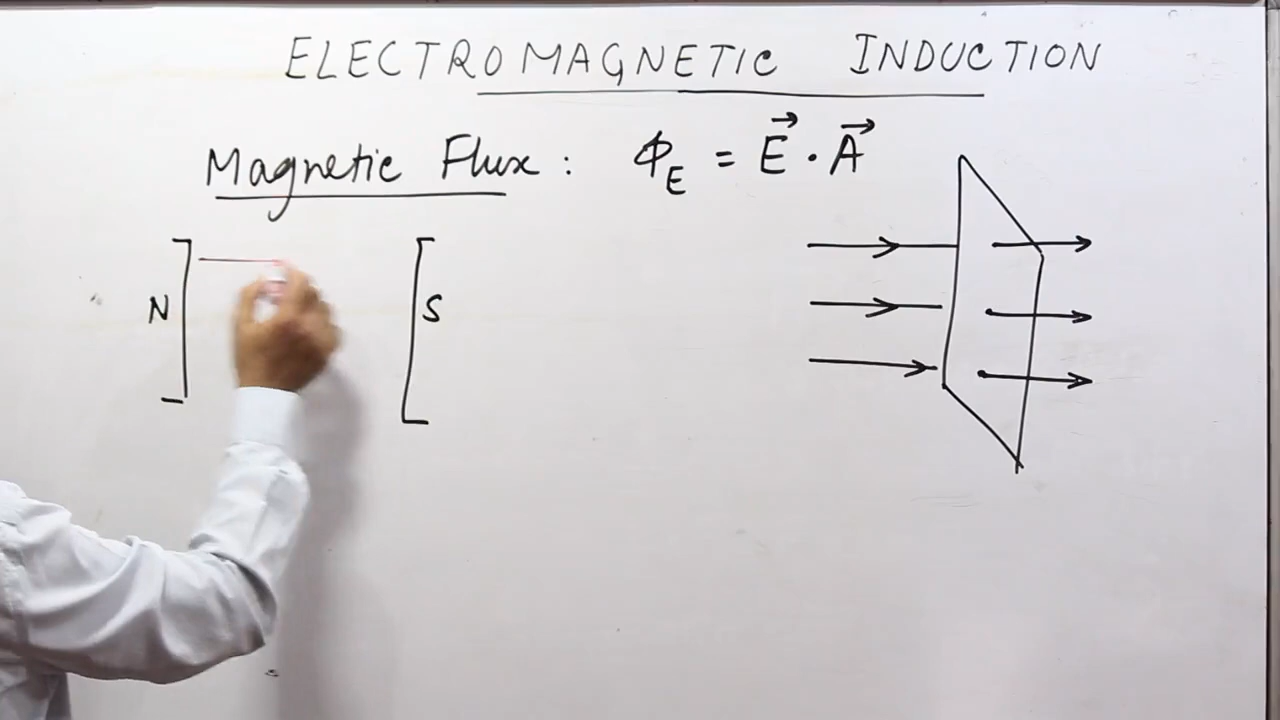 ELECTROMAGNETIC INDUCTION
Magnetic Flux : Φ_E = E⃗ · A⃗
N S